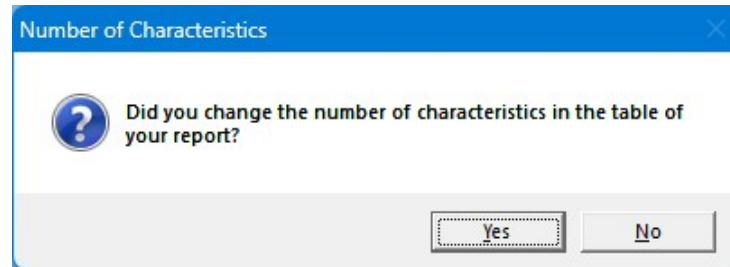 Number of Characteristics
Did you change the number of characteristics in the table of
your report?
Yes
No